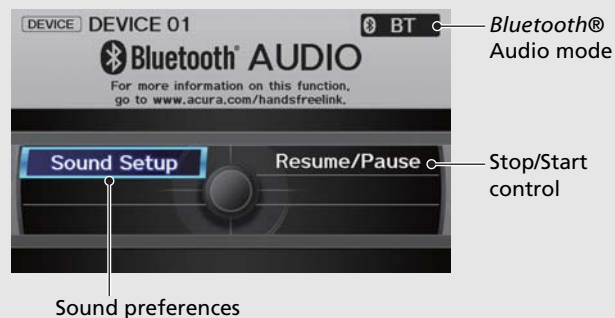 DEVICE DEVICE 01
BT
Bluetooth® AUDIO
For more information on this function,
go to www.acura.com/handsfreelink.
Sound Setup
Resume/Pause
Bluetooth®
Audio mode
Stop/Start
control
Sound preferences